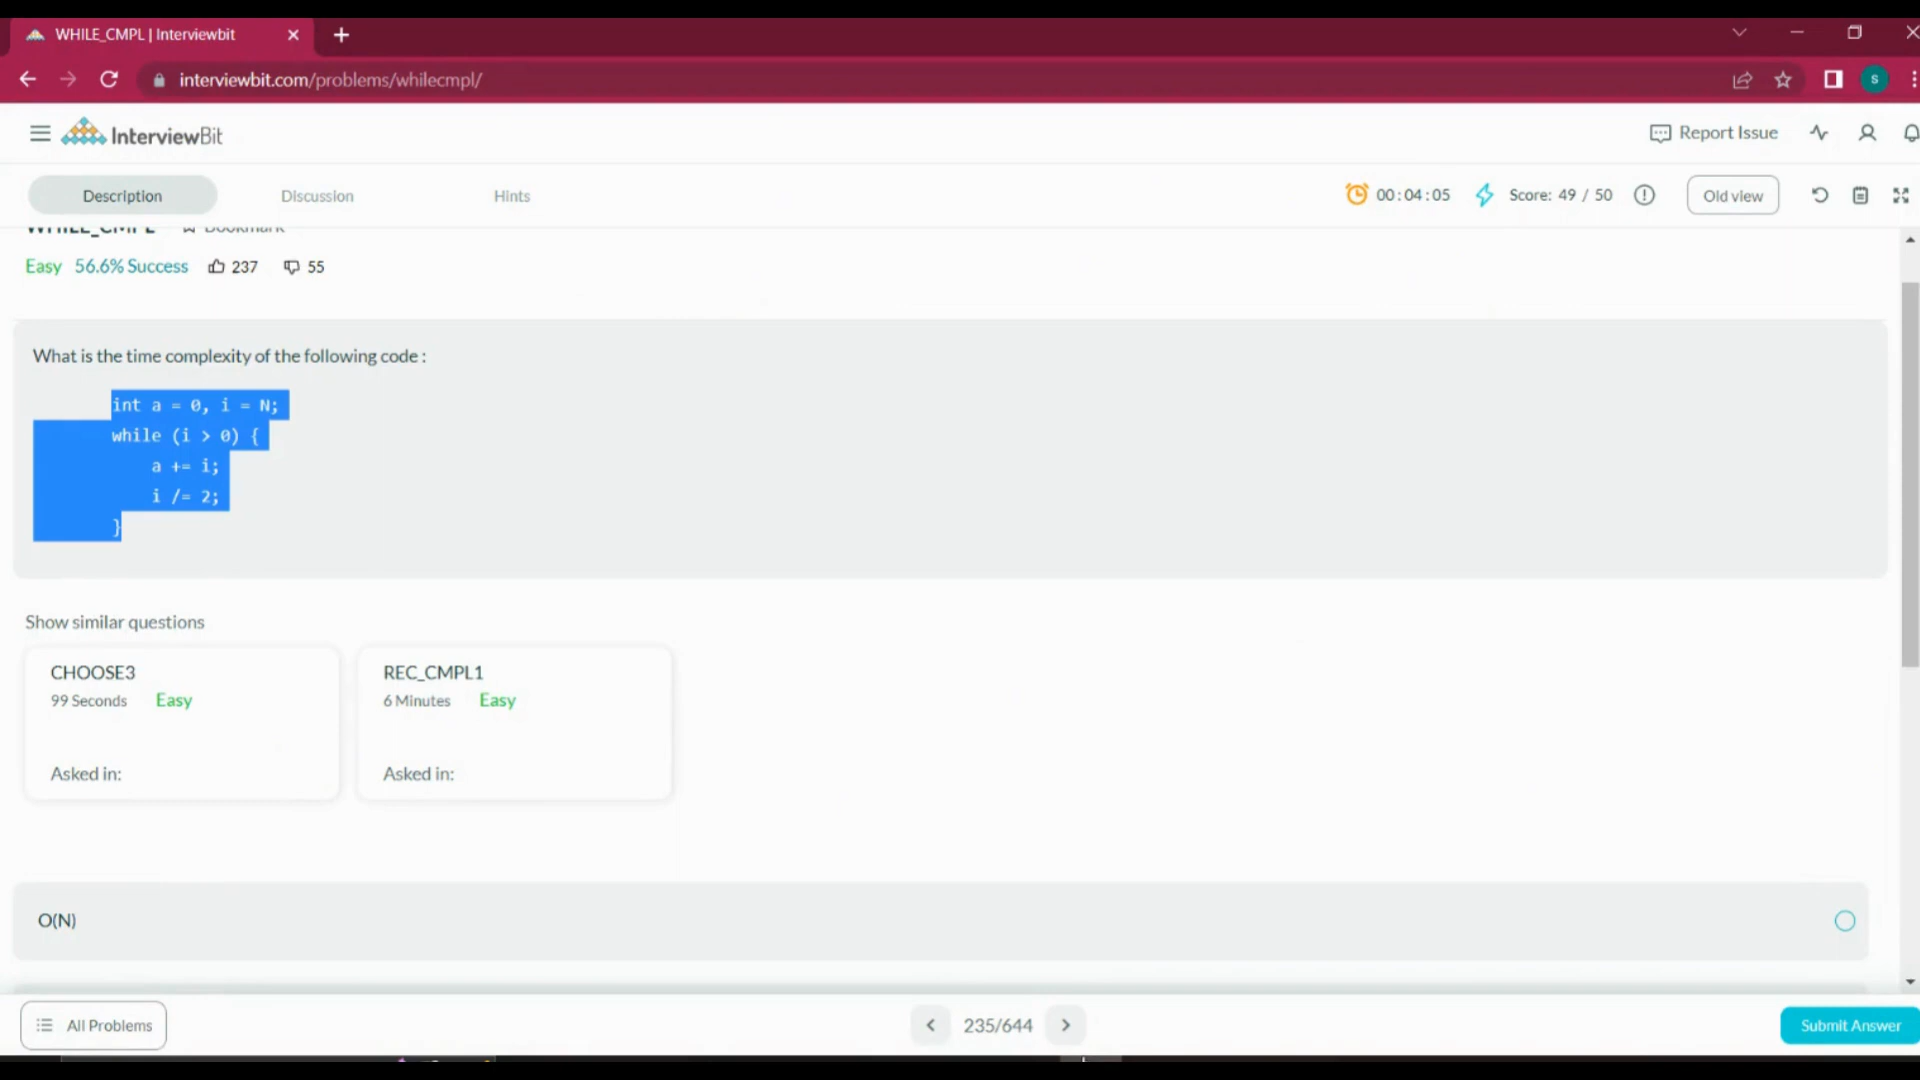 WHILE_CMPL | Interviewbit
interviewbit.com/problems/whilecmpl/
S
InterviewBit
Report Issue
Description
Discussion
Hints
00:04:05
Score: 49 / 50
Old view
WHILE_CMPL
Bookmark
Easy 56.6% Success 237 55
What is the time complexity of the following code :
int a = 0, i = N;
while (i > 0) {
a += i;
i /= 2;
}
Show similar questions
CHOOSE3
99 Seconds Easy
Asked in:
REC_CMPL1
6 Minutes Easy
Asked in:
O(N)
All Problems
235/644
Submit Answer